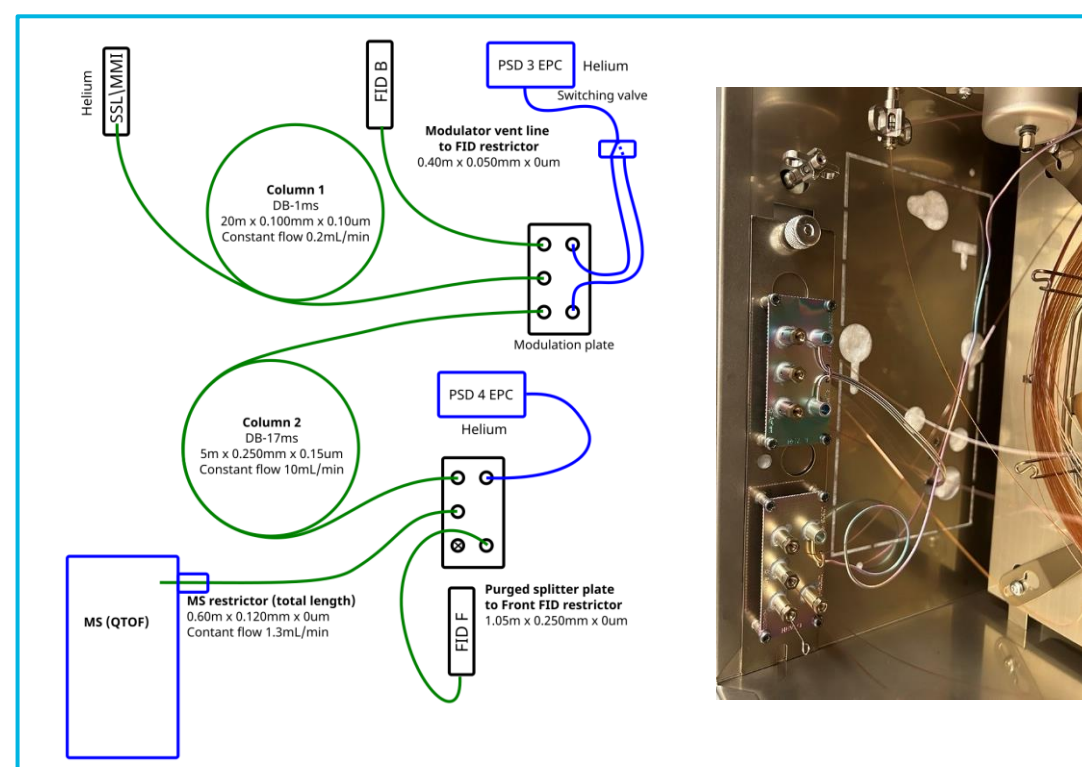 Helium
SSL\MMI
FID B
PSD 3 EPC
Helium
Switching valve
Modulator vent line
to FID restrictor
0.40m x 0.050mm x 0um
Column 1
DB-1ms
20m x 0.100mm x 0.10um
Constant flow 0.2mL/min
Modulation plate
PSD 4 EPC
Helium
Column 2
DB-17ms
5m x 0.250mm x 0.15um
Constant flow 10mL/min
MS (QTOF)
MS restrictor (total length)
0.60m x 0.120mm x 0um
Contant flow 1.3mL/min
FID F
Purged splitter plate
to Front FID restrictor
1.05m x 0.250mm x 0um